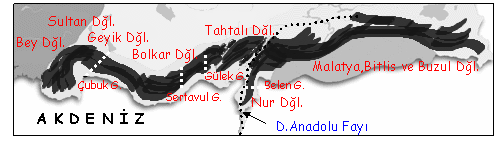 Sultan Dğl.
Bey Dğl.
Geyik Dğl.
Tahtalı Dğl.
Bolkar Dğl.
Gülek G.
Malatya,Bitlis ve Buzul Dğl.
Çubuk G.
Sertavul G.
Belen G.
Nur Dğl.
AKDENİZ
D.Anadolu Fayı